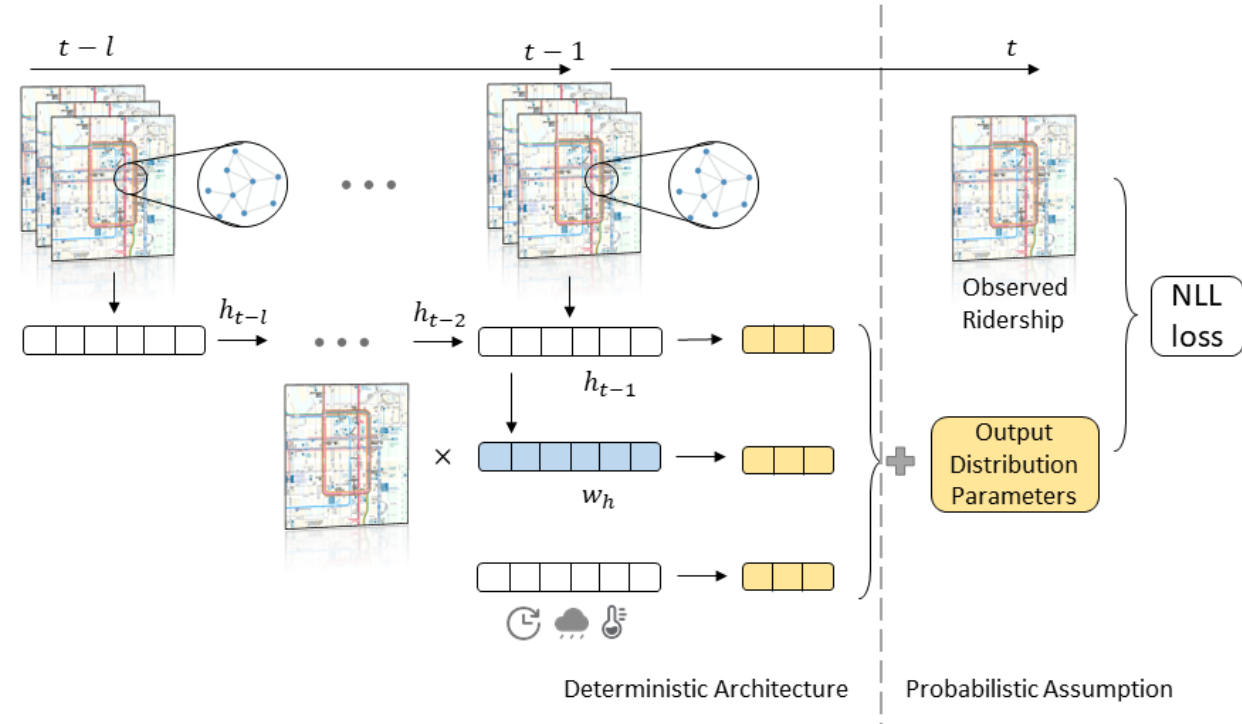 t − l
t − 1
t
h_{t−l}
h_{t−2}
h_{t−1}
×
w_h
Observed
Ridership
NLL
loss
Output
Distribution
Parameters
Deterministic Architecture
Probabilistic Assumption